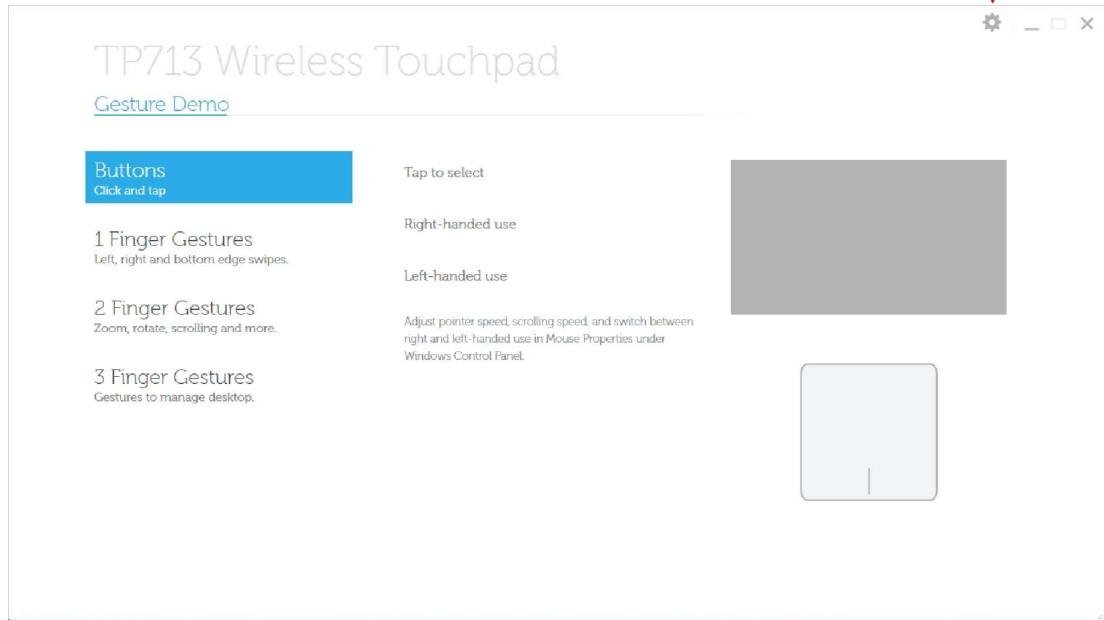 TP713 Wireless Touchpad
Gesture Demo
Buttons
Click and tap
1 Finger Gestures
Left, right and bottom edge swipes.
2 Finger Gestures
Zoom, rotate, scrolling and more.
3 Finger Gestures
Gestures to manage desktop.
Tap to select
Right-handed use
Left-handed use
Adjust pointer speed, scrolling speed, and switch between
right and left-handed use in Mouse Properties under
Windows Control Panel.